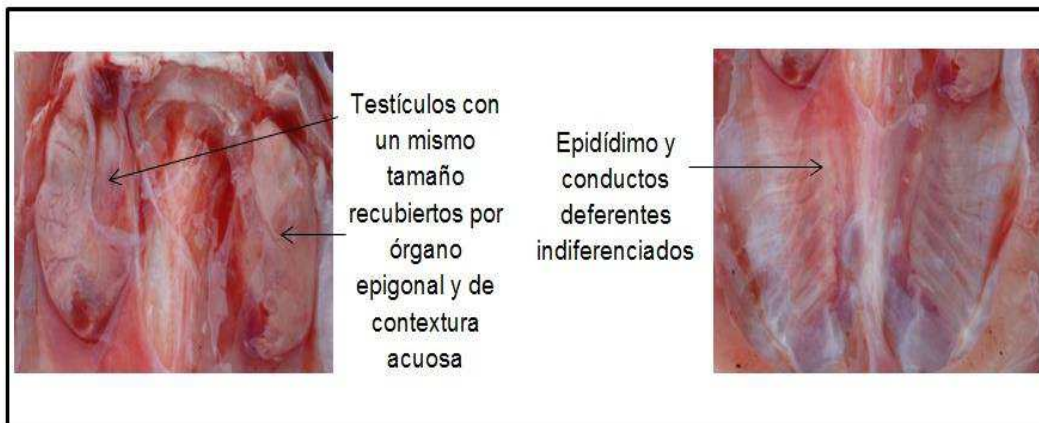 Testículos con
un mismo
tamaño
recubiertos por
órgano
epigonal y de
contextura
acuosa
Epidídimo y
conductos
deferentes
indiferenciados